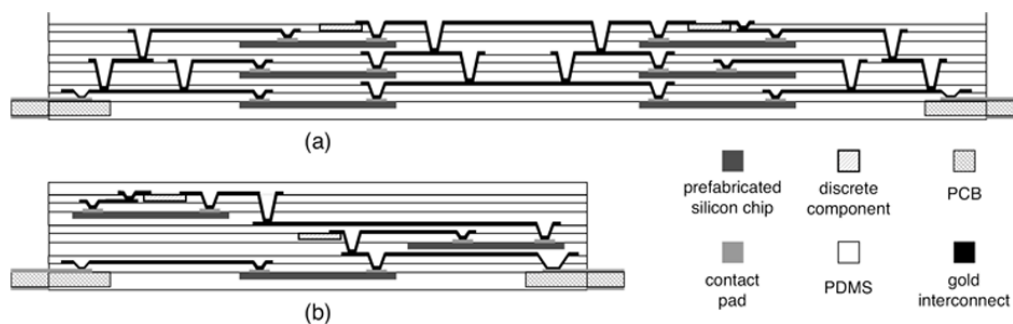 (a)
prefabricated
silicon chip
discrete
component
PCB
contact
pad
PDMS
gold
interconnect
(b)